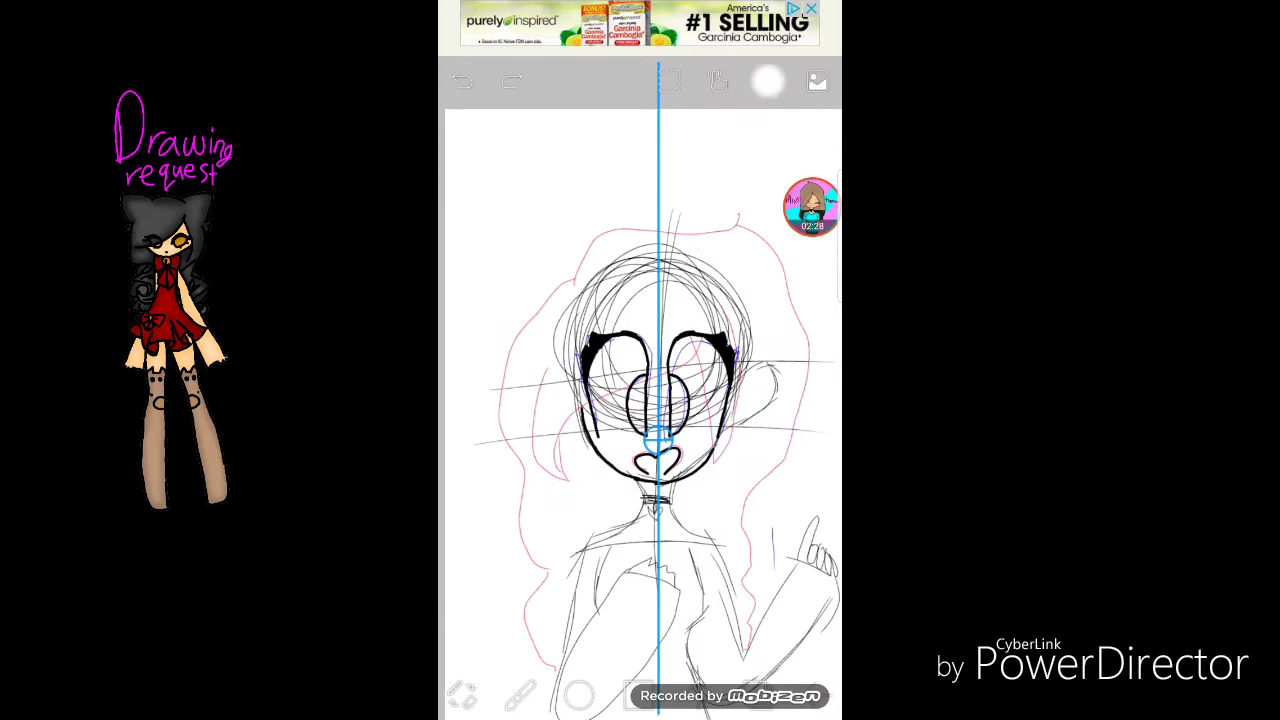 purely inspired
America's
#1 SELLING
Garcinia Cambogia+
Drawing
request
02:28
Recorded by mobizen
CyberLink
by PowerDirector